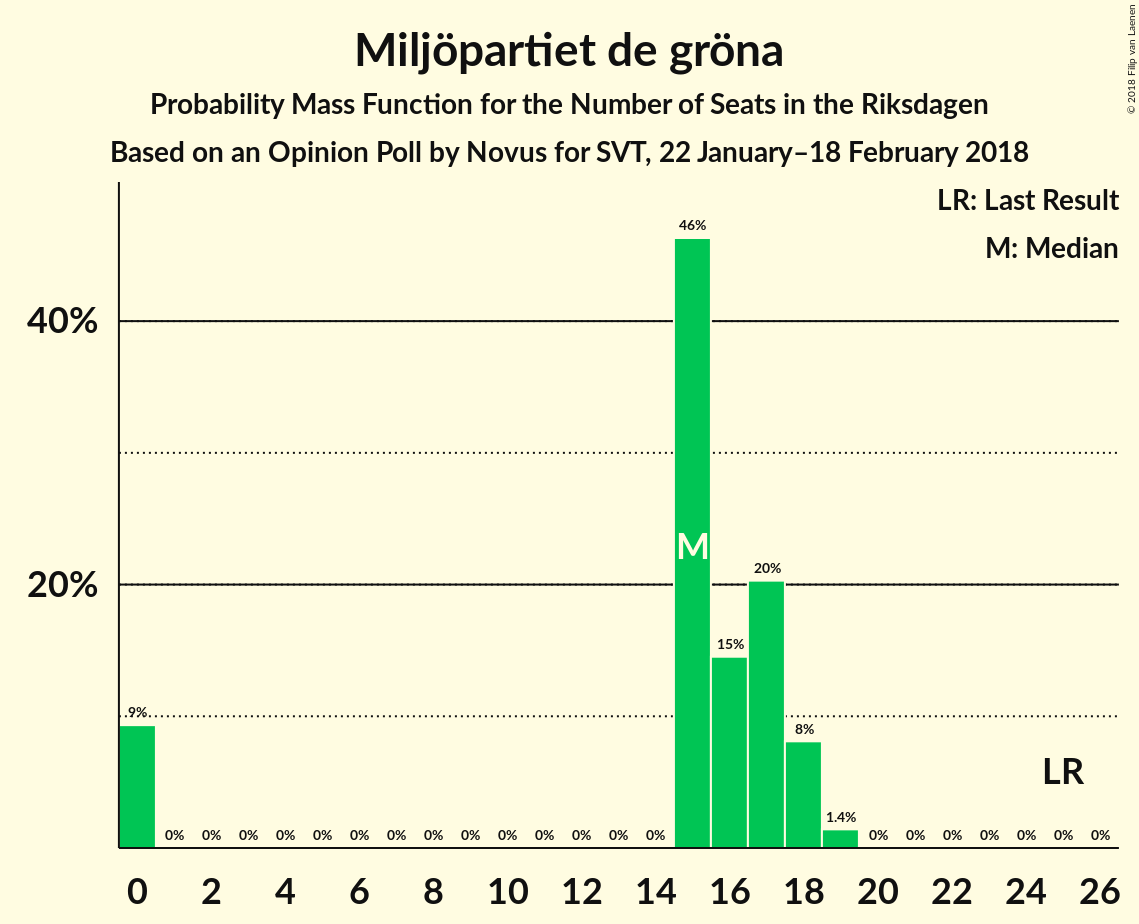 © 2018 Filip van Laenen
Miljöpartiet de gröna
Probability Mass Function for the Number of Seats in the Riksdagen
Based on an Opinion Poll by Novus for SVT, 22 January–18 February 2018
LR: Last Result
M: Median
46%
40%
M
20%
20%
15%
9%
8%
LR
1.4%
0% 0% 0% 0% 0% 0% 0% 0% 0% 0% 0% 0% 0% 0% 0% 0% 0% 0% 0% 0% 0%
0 2 4 6 8 10 12 14 16 18 20 22 24 26